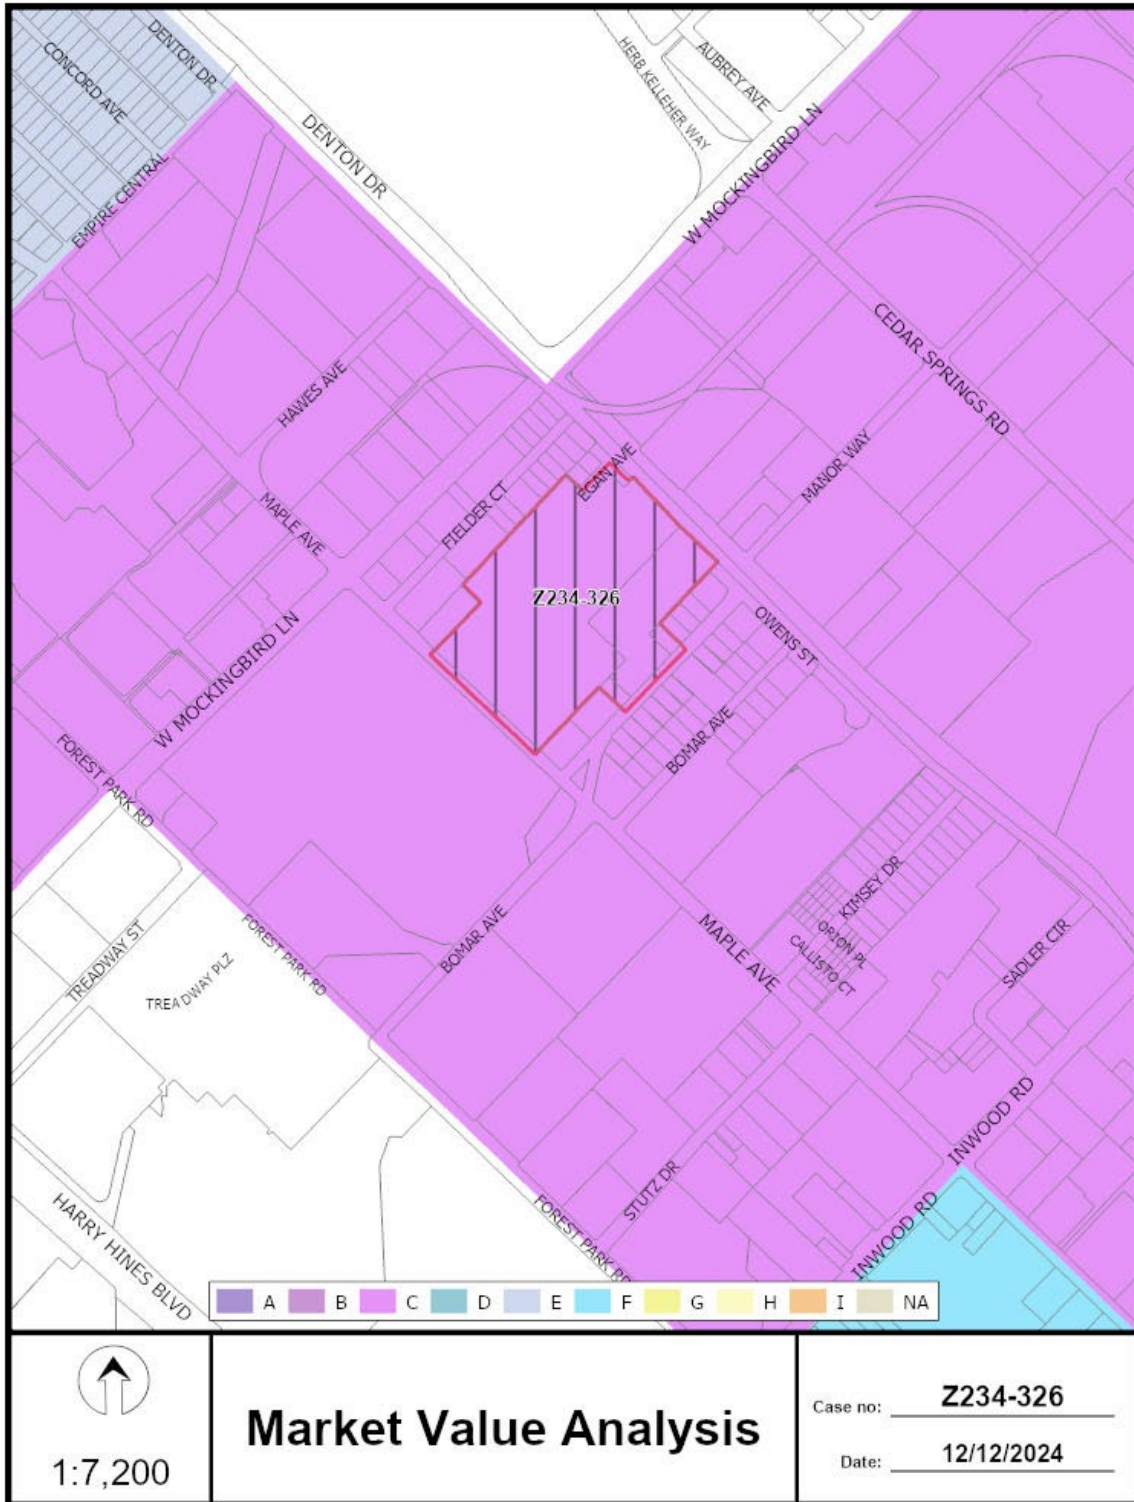 DENTON DR
CONCORD AVE
EMPIRE CENTRAL
DENTON DR
HERB KELLEHER WAY
AUBREY AVE
W MOCKINGBIRD LN
CEDAR SPRINGS RD
HAWES AVE
MANOR WAY
EGAN AVE
FIELDER CT
MAPLE AVE
Z234-326
OWENS ST
W MOCKINGBIRD LN
BOMAR AVE
FOREST PARK RD
KIMSEY DR
ORION PL
CALLISTO CT
MAPLE AVE
SADLER CIR
BOMAR AVE
FOREST PARK RD
TREADWAY ST
TREADWAY PLZ
INWOOD RD
STUTZ DR
INWOOD RD
FOREST PARK RD
HARRY HINES BLVD
A B C D E F G H I NA
1:7,200
Market Value Analysis
Case no: Z234-326
Date: 12/12/2024